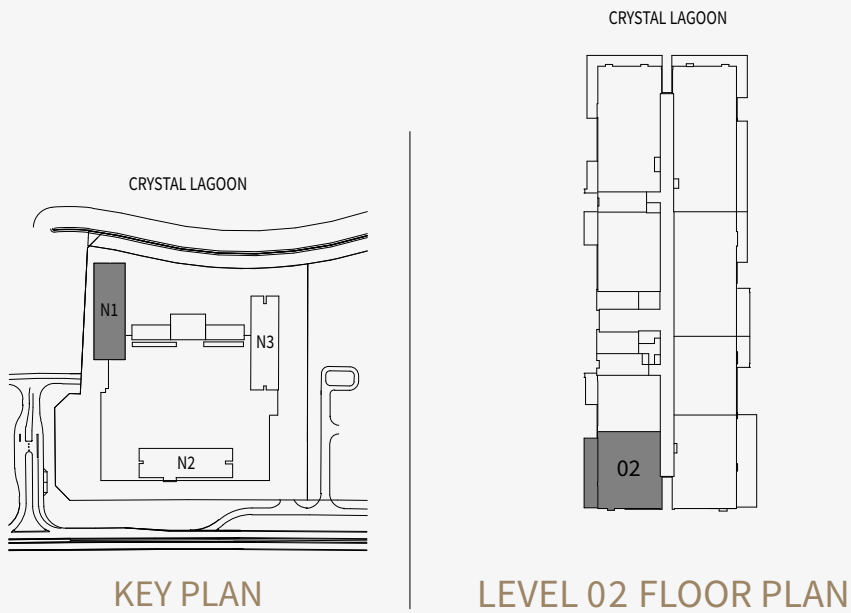 CRYSTAL LAGOON
N1
N3
N2
KEY PLAN
CRYSTAL LAGOON
02
LEVEL 02 FLOOR PLAN